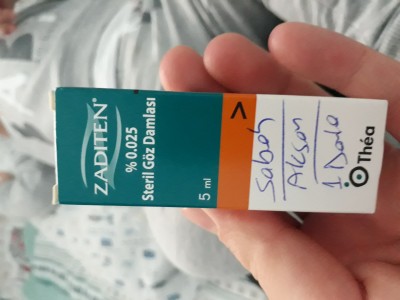 ZADITEN®
% 0.025
Steril Göz Damlası
5 ml
>
Sabah
Akşam
1 Damla
Théa